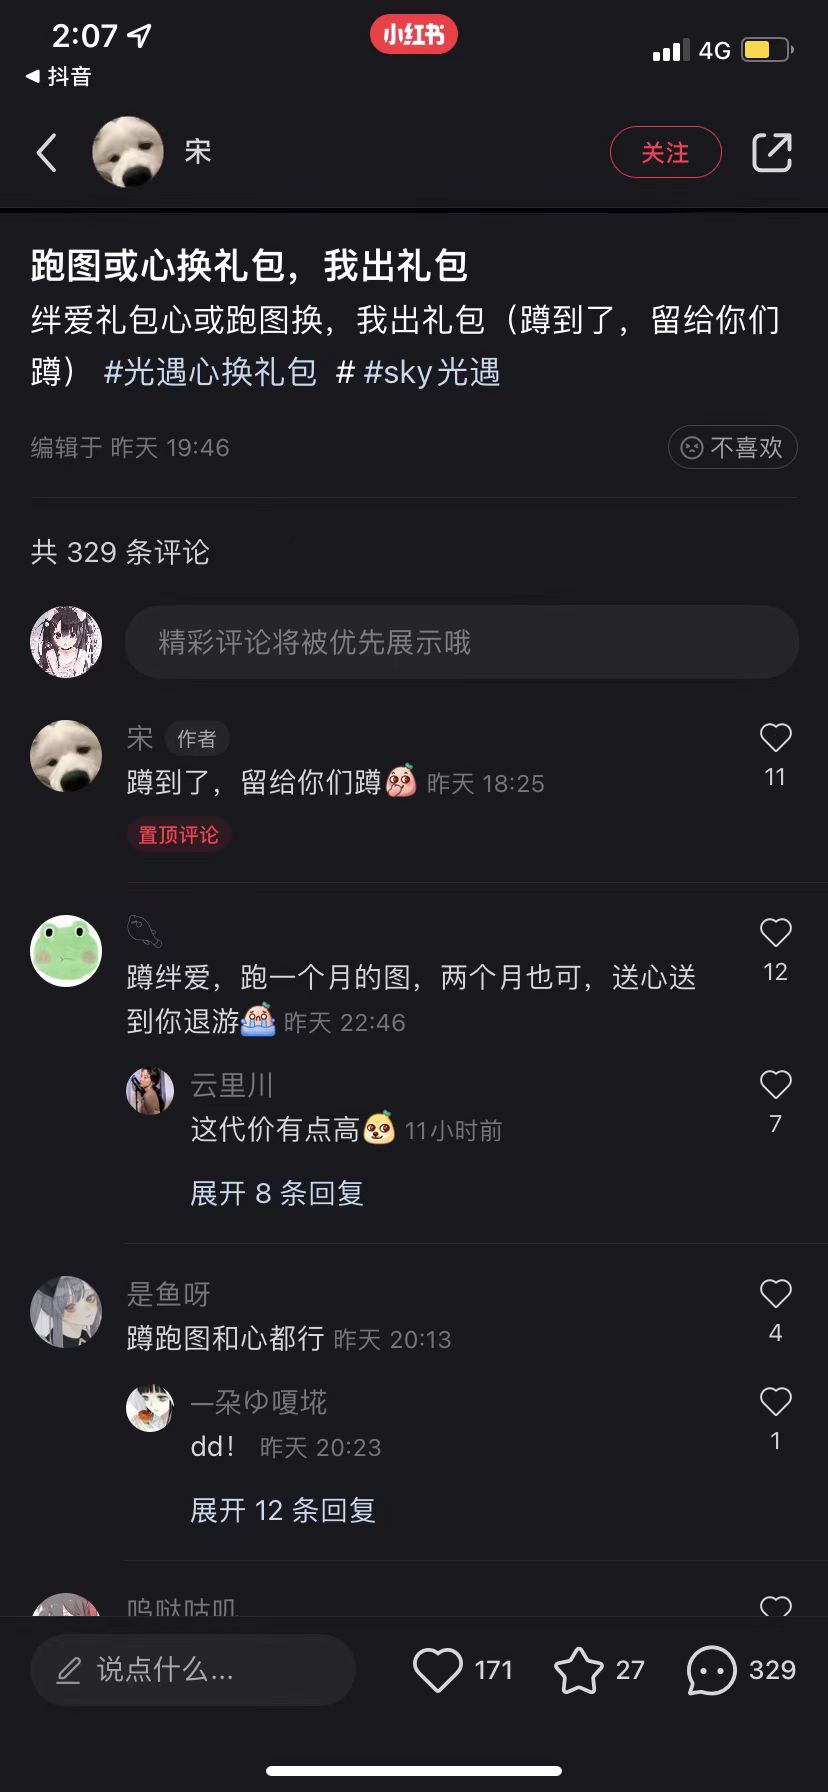 2:07
小红书
4G
抖音
宋
关注
跑图或心换礼包，我出礼包
绊爱礼包心或跑图换，我出礼包（蹲到了，留给你们
蹲） #光遇心换礼包 # #sky光遇
编辑于 昨天 19:46
不喜欢
共 329 条评论
精彩评论将被优先展示哦
宋 作者
蹲到了，留给你们蹲 昨天 18:25
11
置顶评论
蹲绊爱，跑一个月的图，两个月也可，送心送
到你退游 昨天 22:46
12
云里川
这代价有点高 11小时前
7
展开 8 条回复
是鱼呀
蹲跑图和心都行 昨天 20:13
4
一朵ゆ嘎埖
dd！ 昨天 20:23
1
展开 12 条回复
呜哒咕叽
说点什么...
171
27
329